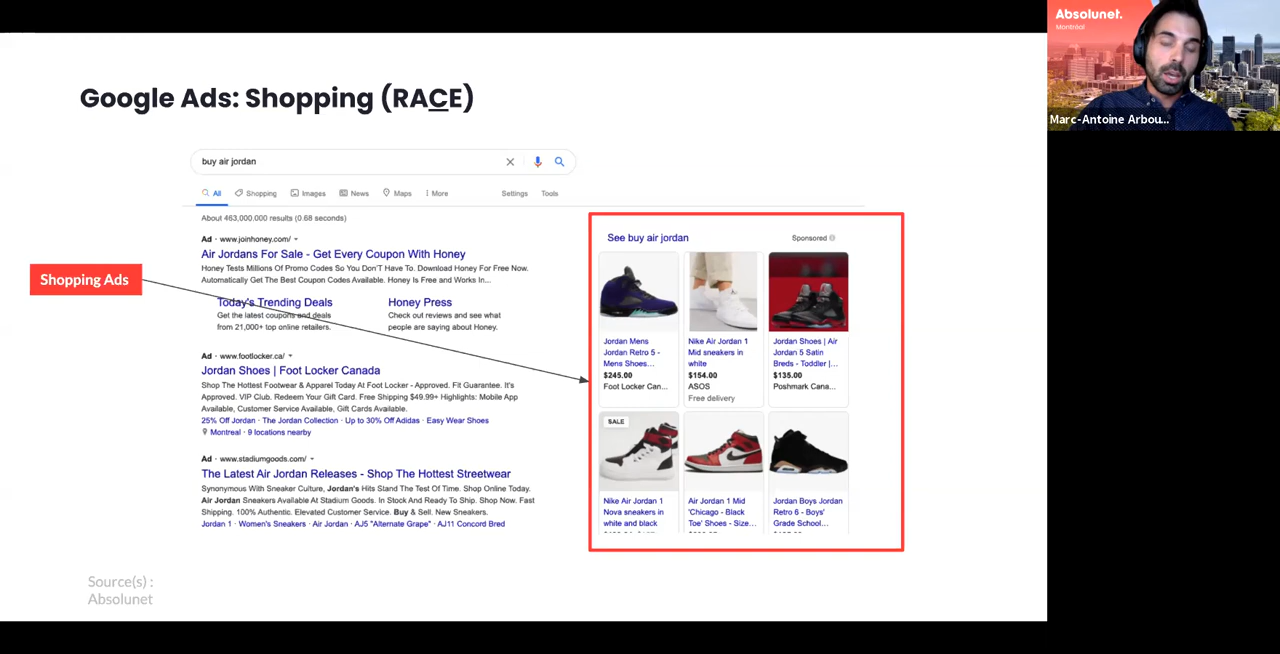 Google Ads: Shopping (RACE)
buy air jordan
All
Shopping
Images
News
Maps
More
Settings
Tools
About 463,000.000 results (0.68 seconds)
Ad · www.joinhoney.com/
Air Jordans For Sale - Get Every Coupon With Honey
Honey Tests Millions Of Promo Codes So You Don'T Have To. Download Honey For Free Now.
Automatically Get The Best Coupon Codes Available. Honey Is Free and Works In...
Today's Trending Deals
Get the latest coupons and deals
from 21,000+ top online retailers.
Honey Press
Check out reviews and see what
people are saying about Honey.
Ad · www.footlocker.ca/
Jordan Shoes | Foot Locker Canada
Shop The Hottest Footwear & Apparel Today At Foot Locker - Approved. Fit Guarantee. It's
Approved. VIP Club. Redeem Your Gift Card. Free Shipping $49.99+ Highlights: Mobile App
Available, Customer Service Available, Gift Cards Available.
25% Off Jordan · The Jordan Collection · Up to 30% Off Adidas · Easy Wear Shoes
Montreal · 9 locations nearby
Ad · www.stadiumgoods.com/
The Latest Air Jordan Releases - Shop The Hottest Streetwear
Synonymous With Sneaker Culture, Jordan's Hits Stand The Test Of Time. Shop Online Today.
Air Jordan Sneakers Available At Stadium Goods. In Stock And Ready To Ship. Shop Now. Fast
Shipping. 100% Authentic. Elevated Customer Service. Buy & Sell. New Sneakers.
Jordan 1 · Women's Sneakers · Air Jordan · AJ5 "Alternate Grape" · AJ11 Concord Bred
Shopping Ads
See buy air jordan
Sponsored
Jordan Mens
Jordan Retro 5 -
Mens Shoes...
$245.00
Foot Locker Can...
Nike Air Jordan 1
Mid sneakers in
white
$154.00
ASOS
Free delivery
Jordan Shoes | Air
Jordan 5 Satin
Breds - Toddler |...
$135.00
Poshmark Cana...
SALE
Nike Air Jordan 1
Nova sneakers in
white and black
Air Jordan 1 Mid
'Chicago - Black
Toe' Shoes - Size...
Jordan Boys Jordan
Retro 6 - Boys'
Grade School...
Source(s) :
Absolunet
Absolunet.
Montréal
Marc-Antoine Arbou...